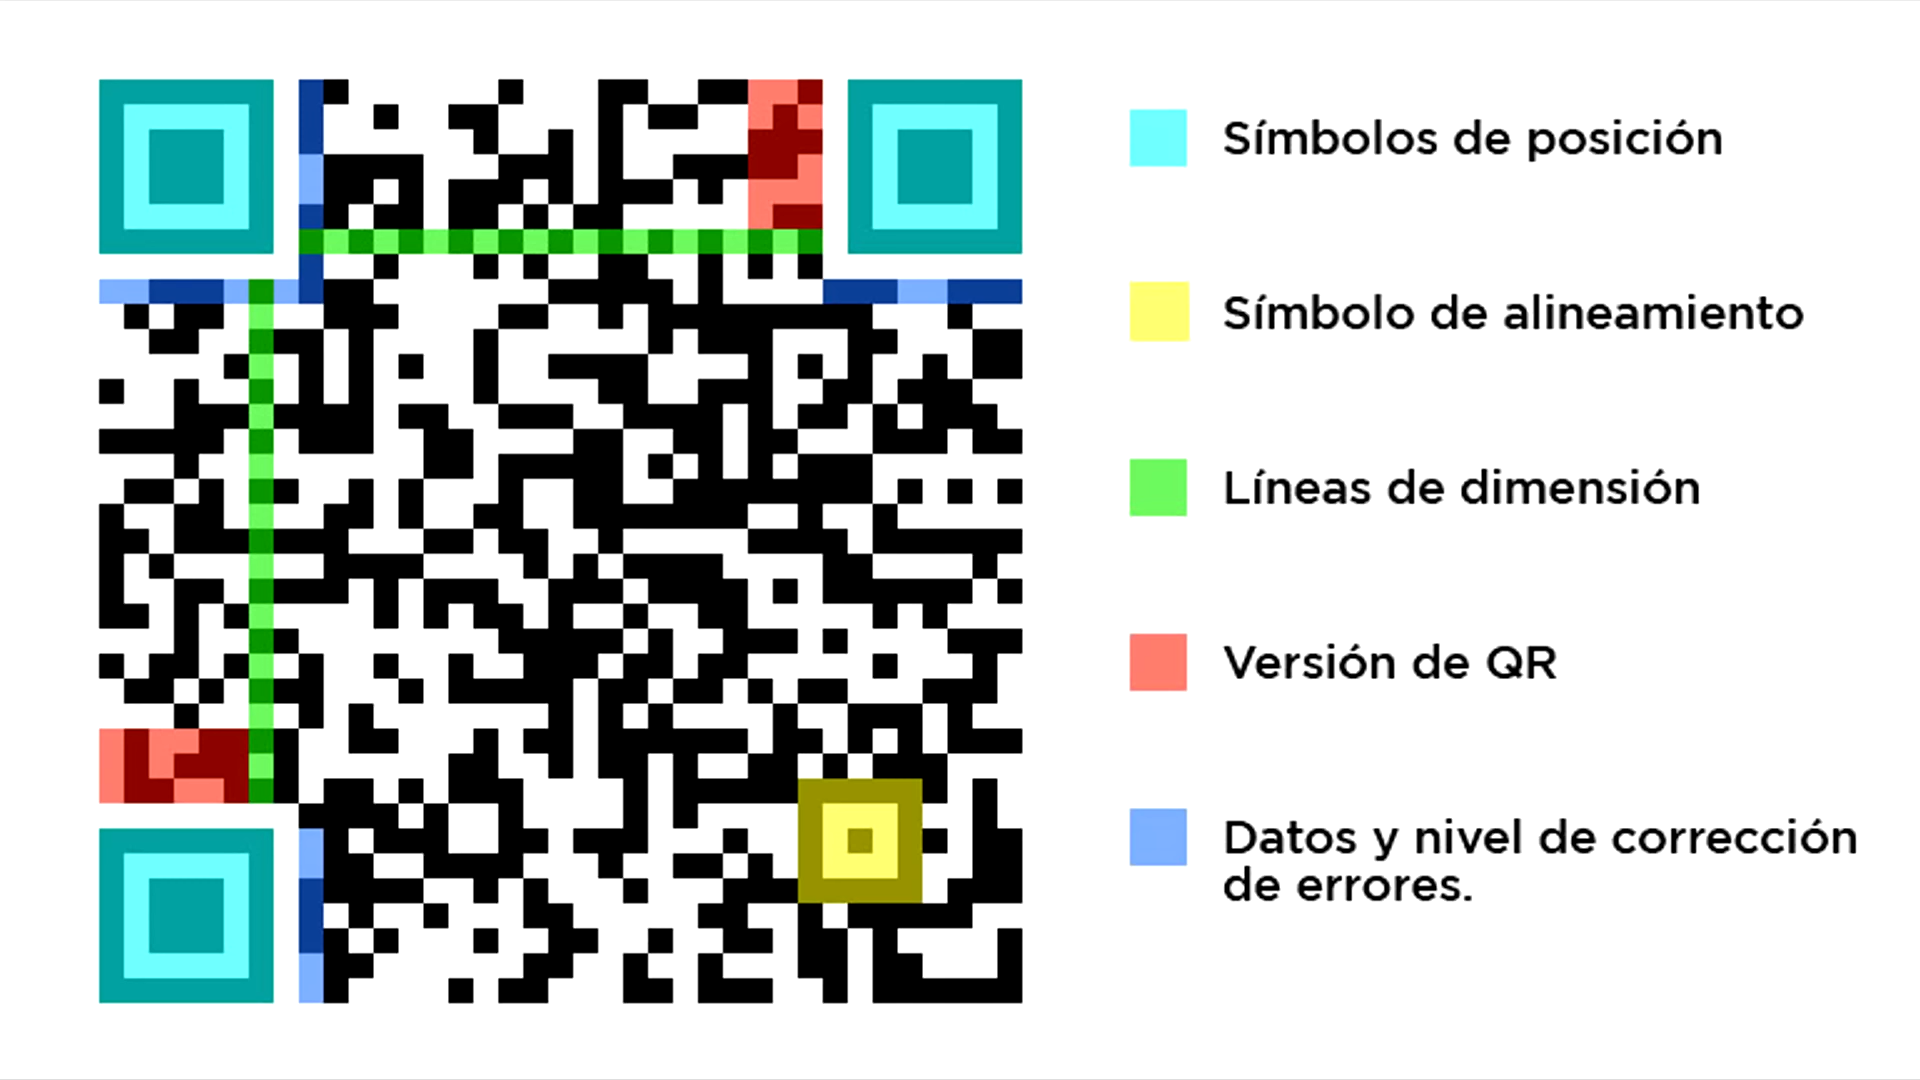 Símbolos de posición
Símbolo de alineamiento
Líneas de dimensión
Versión de QR
Datos y nivel de corrección
de errores.